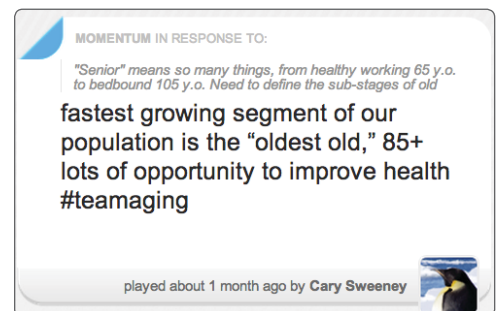 MOMENTUM IN RESPONSE TO:
"Senior" means so many things, from healthy working 65 y.o.
to bedbound 105 y.o. Need to define the sub-stages of old
fastest growing segment of our
population is the “oldest old,” 85+
lots of opportunity to improve health
#teamaging
played about 1 month ago by Cary Sweeney